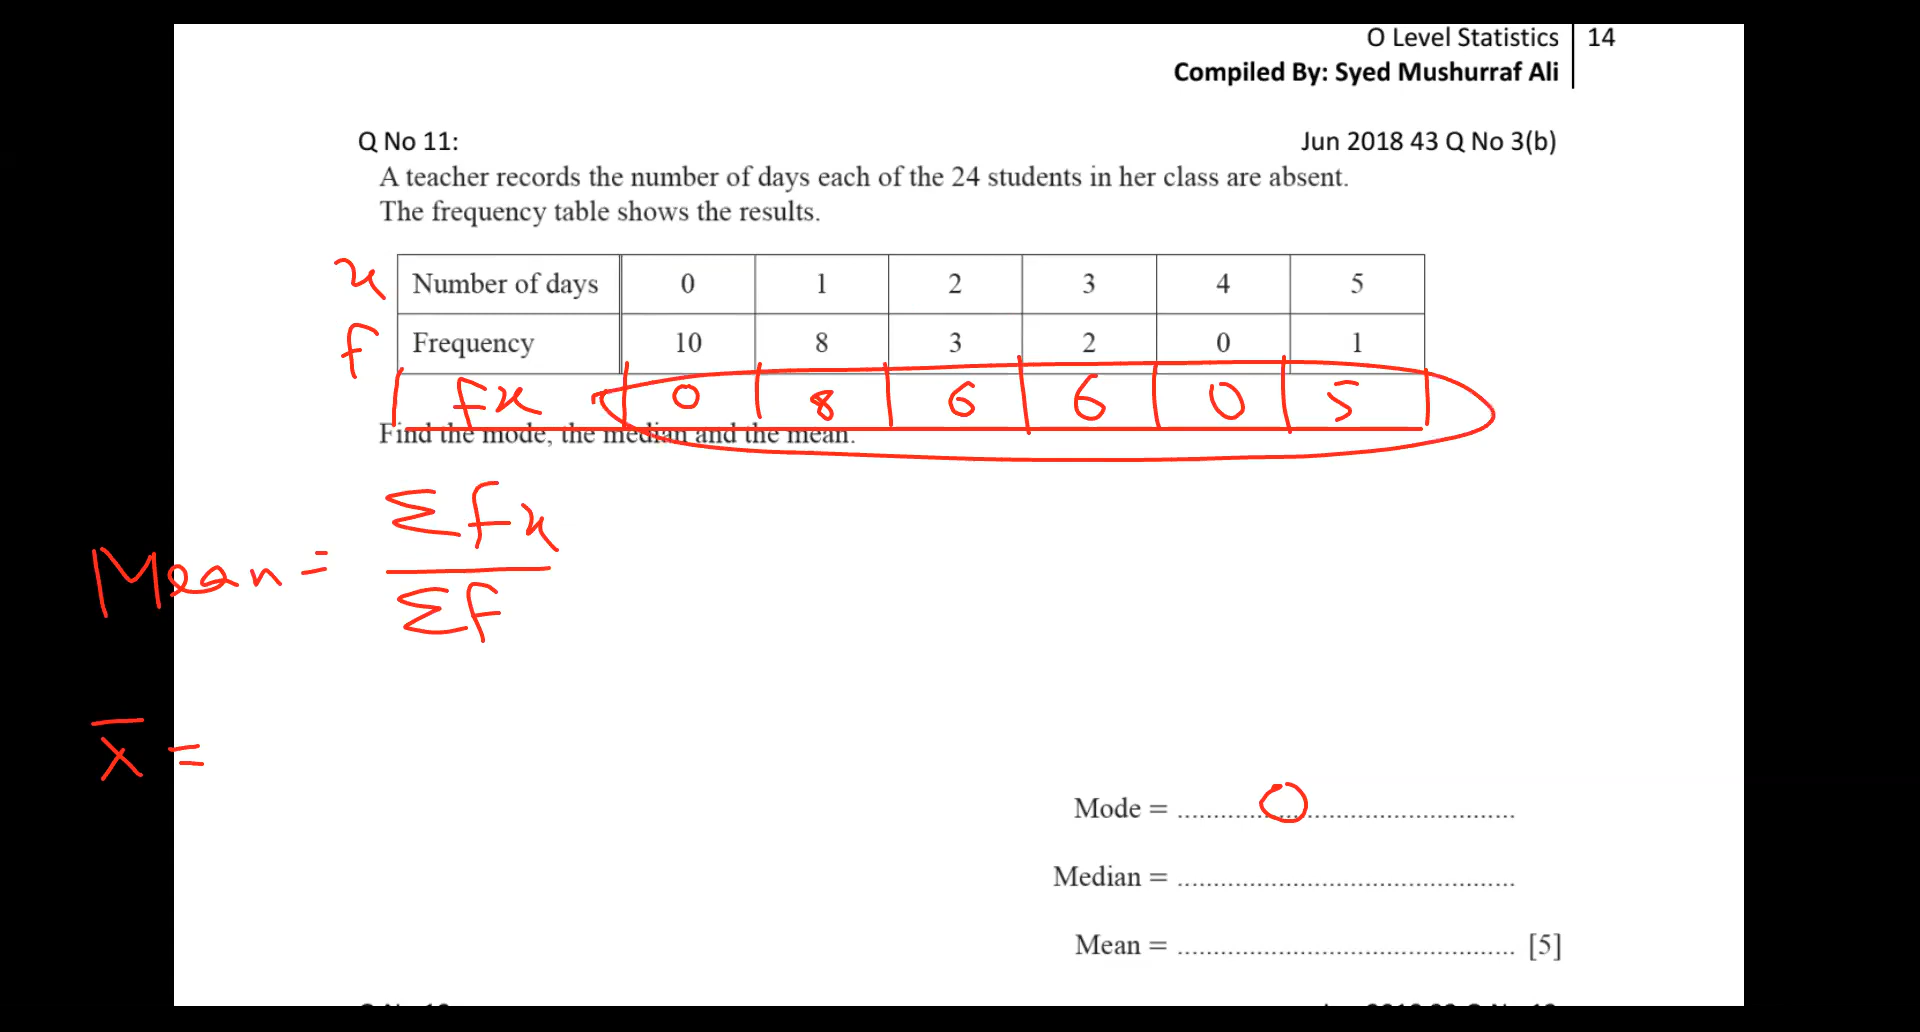 O Level Statistics 14
Compiled By: Syed Mushurraf Ali
Q No 11: Jun 2018 43 Q No 3(b)
A teacher records the number of days each of the 24 students in her class are absent.
The frequency table shows the results.
x Number of days 0 1 2 3 4 5
f Frequency 10 8 3 2 0 1
fx 0 8 6 6 0 5
Find the mode, the median and the mean.
Mean = Σfx
Σf
x̄ =
Mode = 0
Median =
Mean = [5]